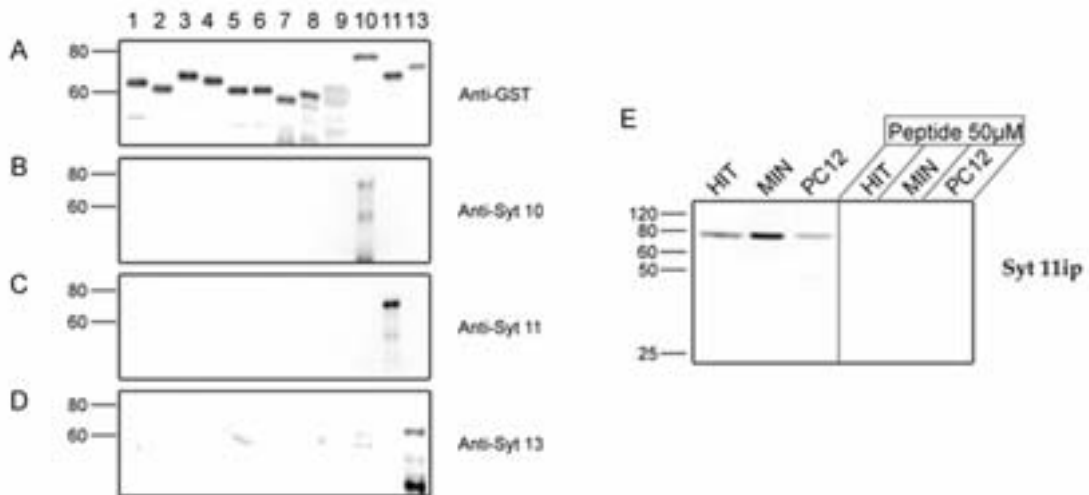 1 2 3 4 5 6 7 8 9 10 11 13
A
80
60
Anti-GST
B
80
60
Anti-Syt 10
C
80
60
Anti-Syt 11
D
80
60
Anti-Syt 13
E
Peptide 50μM
HIT MIN PC12 HIT MIN PC12
120
80
60
50
25
Syt 11ip